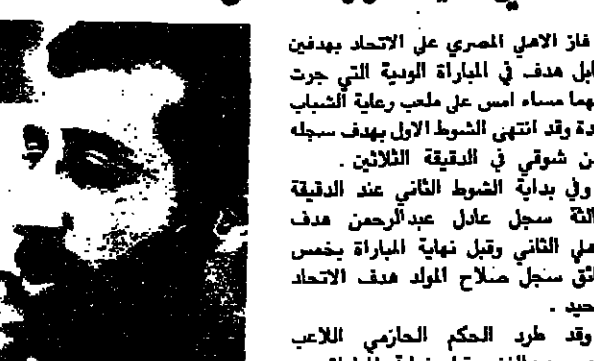 فاز الاهلي المصري على الاتحاد بهدفين
ابل هدف في المباراة الودية التي جرت
هما مساء امس على ملعب رعاية الشباب
دة وقد انتهى الشوط الاول بهدف سجله
ن شوقي في الدقيقة الثلاثين .
وفي بداية الشوط الثاني عند الدقيقة
الثة سجل عادل عبدالرحمن هدف
هلي الثاني وقبل نهاية المباراة بخمس
ائق سجل صلاح المولد هدف الاتحاد
حيد .
وقد طرد الحكم الحازمي اللاعب